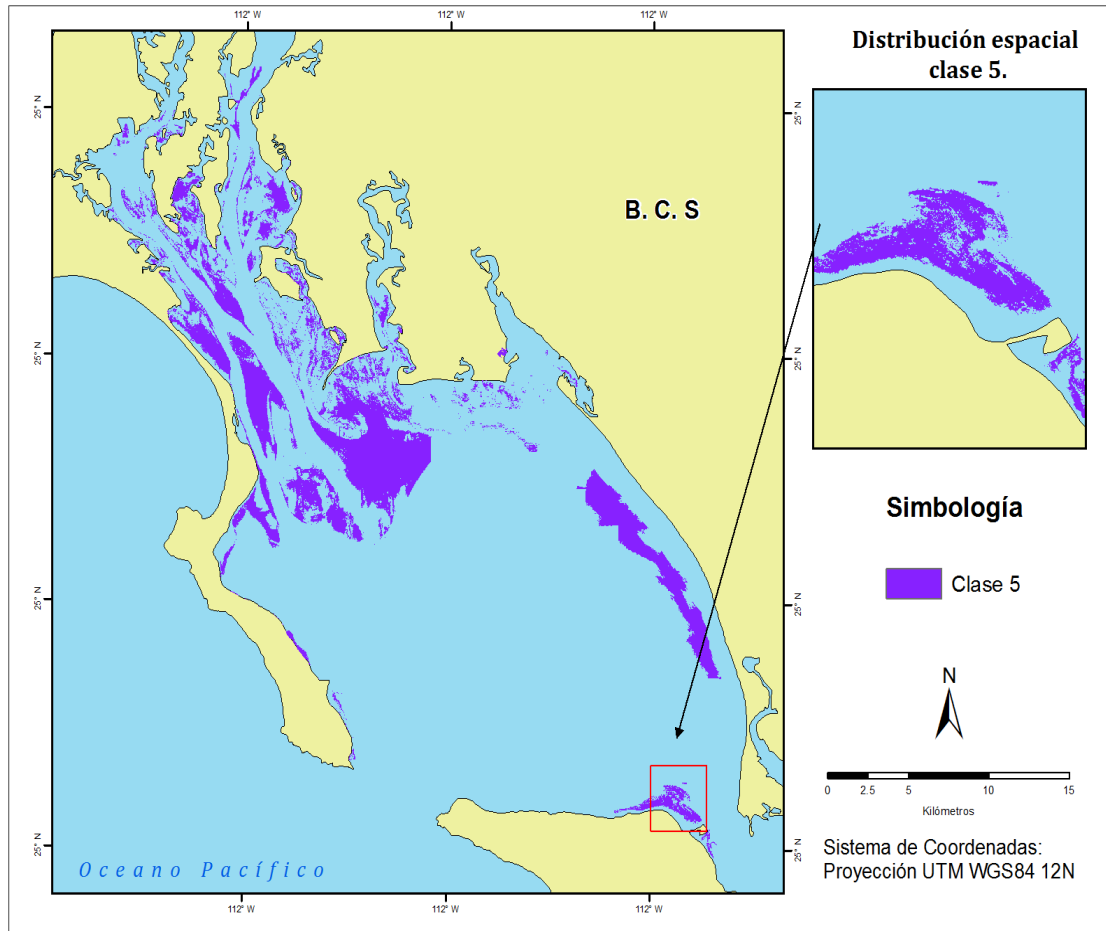 112° W
112° W
112° W
25° N
25° N
25° N
25° N
25° N
25° N
25° N
25° N
B. C. S
Oceano Pacífico
112° W
112° W
112° W
Distribución espacial
clase 5.
Simbología
Clase 5
N
0 2.5 5 10 15
Kilómetros
Sistema de Coordenadas:
Proyección UTM WGS84 12N